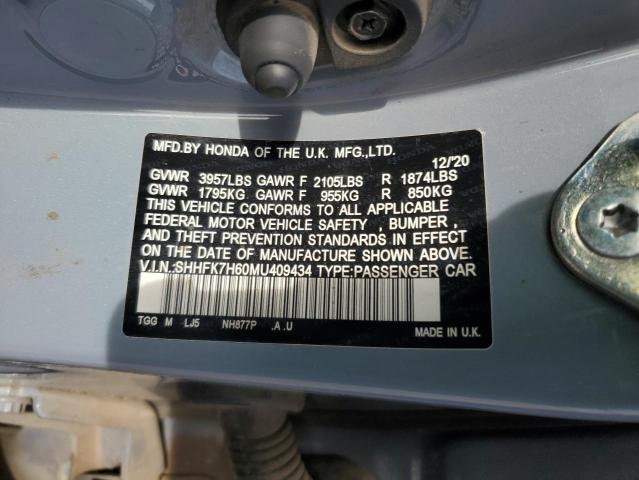 MFD.BY HONDA OF THE U.K. MFG.,LTD.
12/'20
GVWR 3957LBS GAWR F 2105LBS R 1874LBS
GVWR 1795KG GAWR F 955KG R 850KG
THIS VEHICLE CONFORMS TO ALL APPLICABLE
FEDERAL MOTOR VEHICLE SAFETY , BUMPER ,
AND THEFT PREVENTION STANDARDS IN EFFECT
ON THE DATE OF MANUFACTURE SHOWN ABOVE.
V.I.N.:SHHFK7H60MU409434 TYPE:PASSENGER CAR
TGG M LJ5 NH877P .A .U
MADE IN U.K.